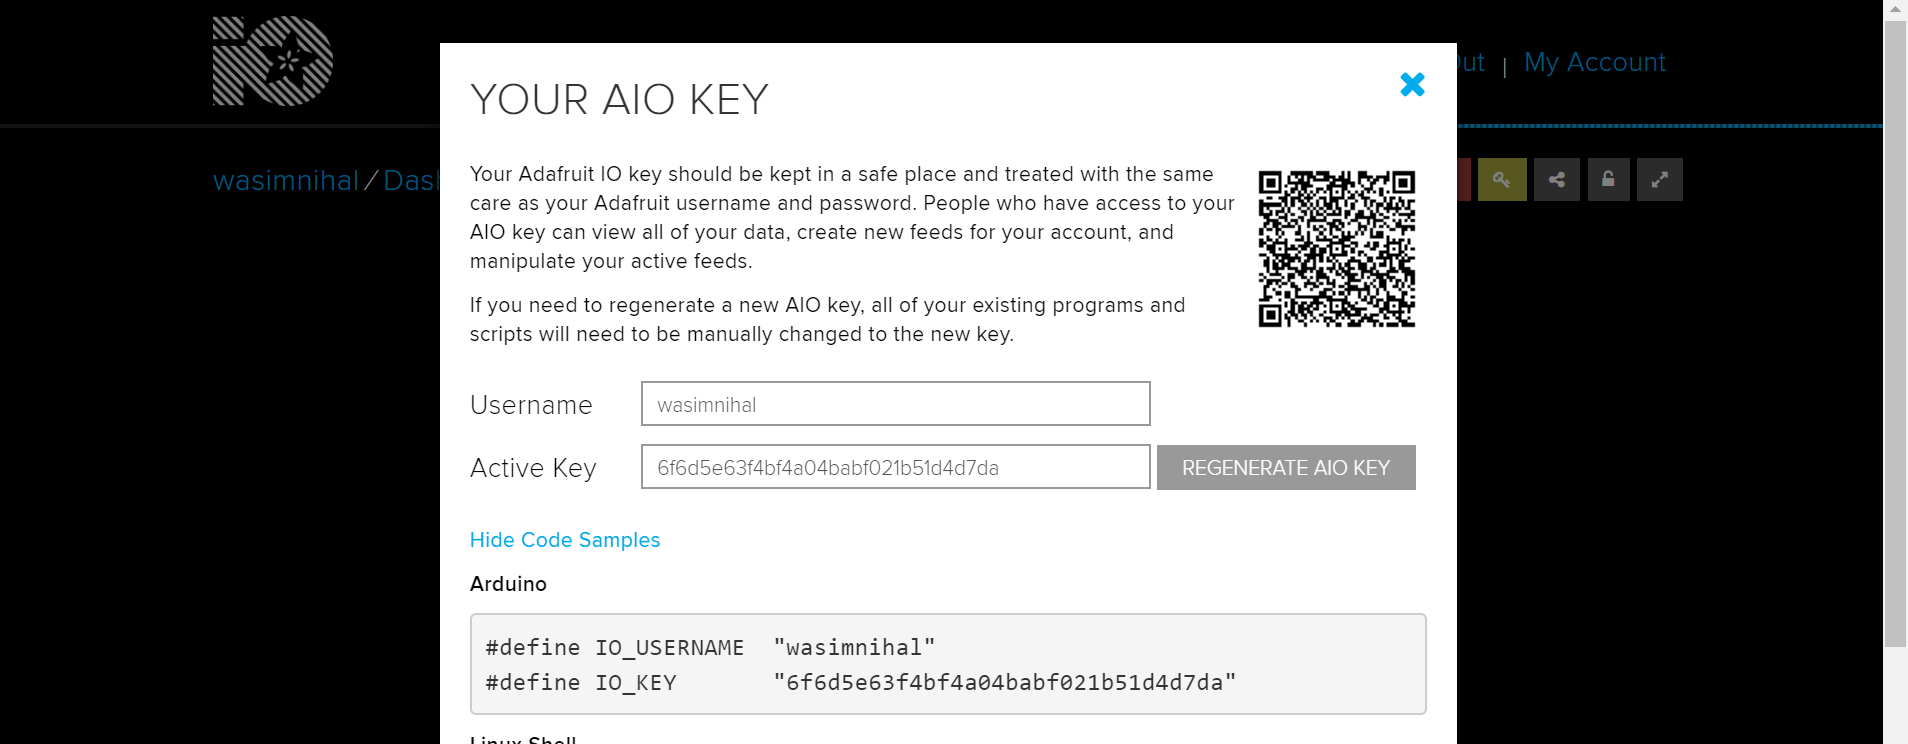 iO
Out | My Account
YOUR AIO KEY
wasimnihal / Dash
Your Adafruit IO key should be kept in a safe place and treated with the same
care as your Adafruit username and password. People who have access to your
AIO key can view all of your data, create new feeds for your account, and
manipulate your active feeds.
If you need to regenerate a new AIO key, all of your existing programs and
scripts will need to be manually changed to the new key.
Username wasimnihal
Active Key 6f6d5e63f4bf4a04babf021b51d4d7da REGENERATE AIO KEY
Hide Code Samples
Arduino
#define IO_USERNAME "wasimnihal"
#define IO_KEY "6f6d5e63f4bf4a04babf021b51d4d7da"
Linux Shell